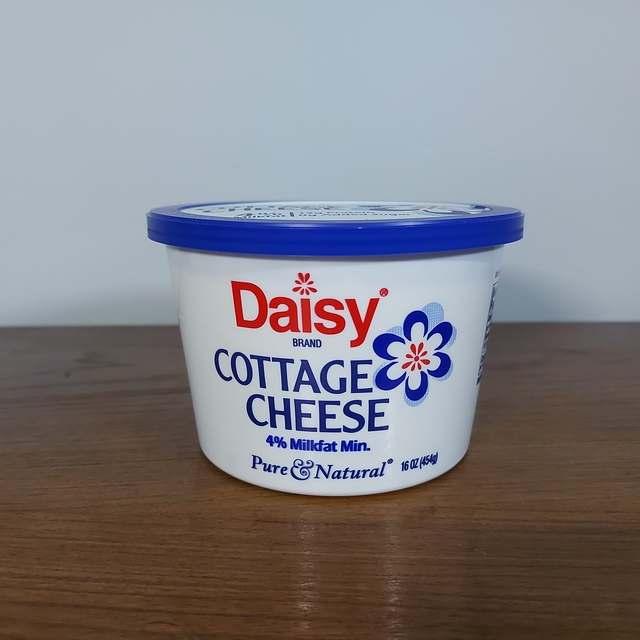 Daisy®
BRAND
COTTAGE
CHEESE
4% Milkfat Min.
Pure & Natural®
16 OZ (454g)